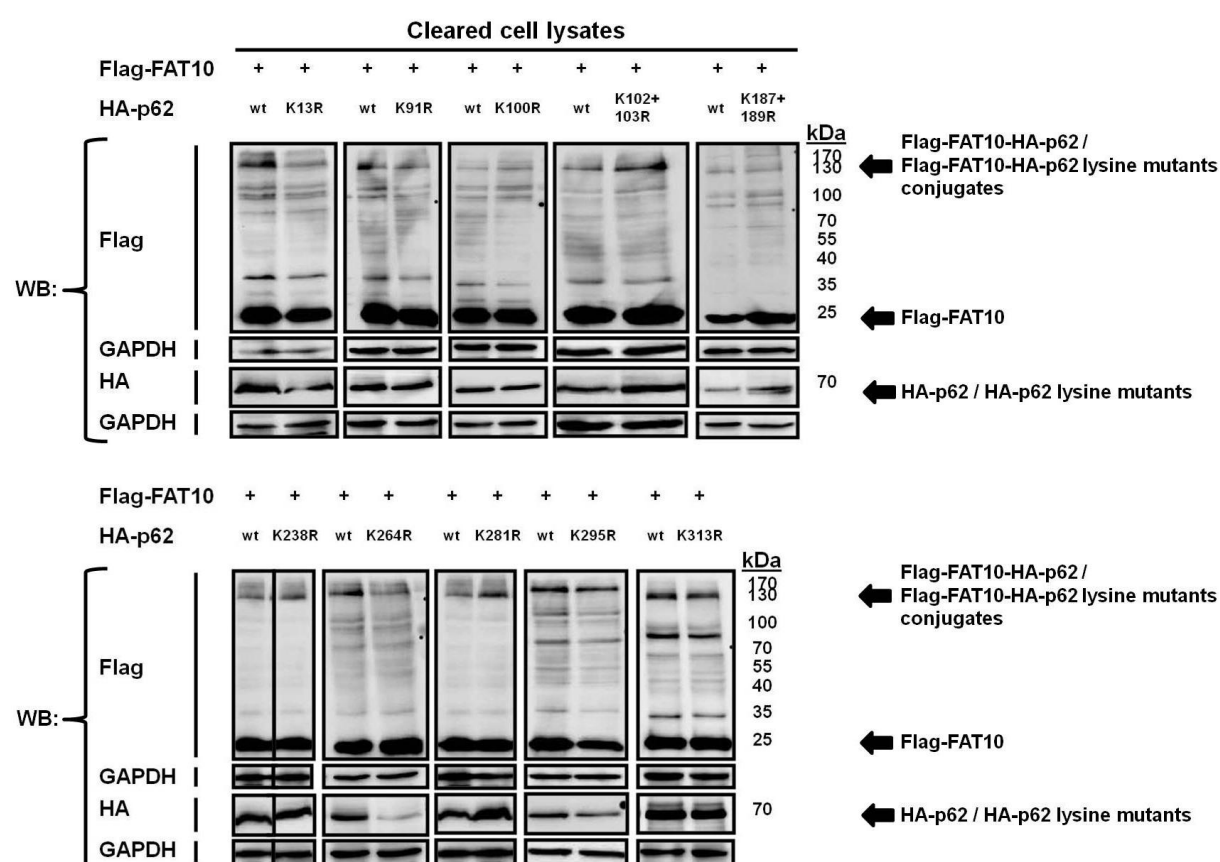 Cleared cell lysates
Flag-FAT10 + + + + + + + + + +
HA-p62 wt K13R wt K91R wt K100R wt K102+ 103R wt K187+ 189R
kDa
170
130
100
70
55
40
35
25
70
WB:
Flag
GAPDH
HA
GAPDH
Flag-FAT10-HA-p62 /
Flag-FAT10-HA-p62 lysine mutants
conjugates
Flag-FAT10
HA-p62 / HA-p62 lysine mutants
Flag-FAT10 + + + + + + + + + +
HA-p62 wt K238R wt K264R wt K281R wt K295R wt K313R
kDa
170
130
100
70
55
40
35
25
70
WB:
Flag
GAPDH
HA
GAPDH
Flag-FAT10-HA-p62 /
Flag-FAT10-HA-p62 lysine mutants
conjugates
Flag-FAT10
HA-p62 / HA-p62 lysine mutants